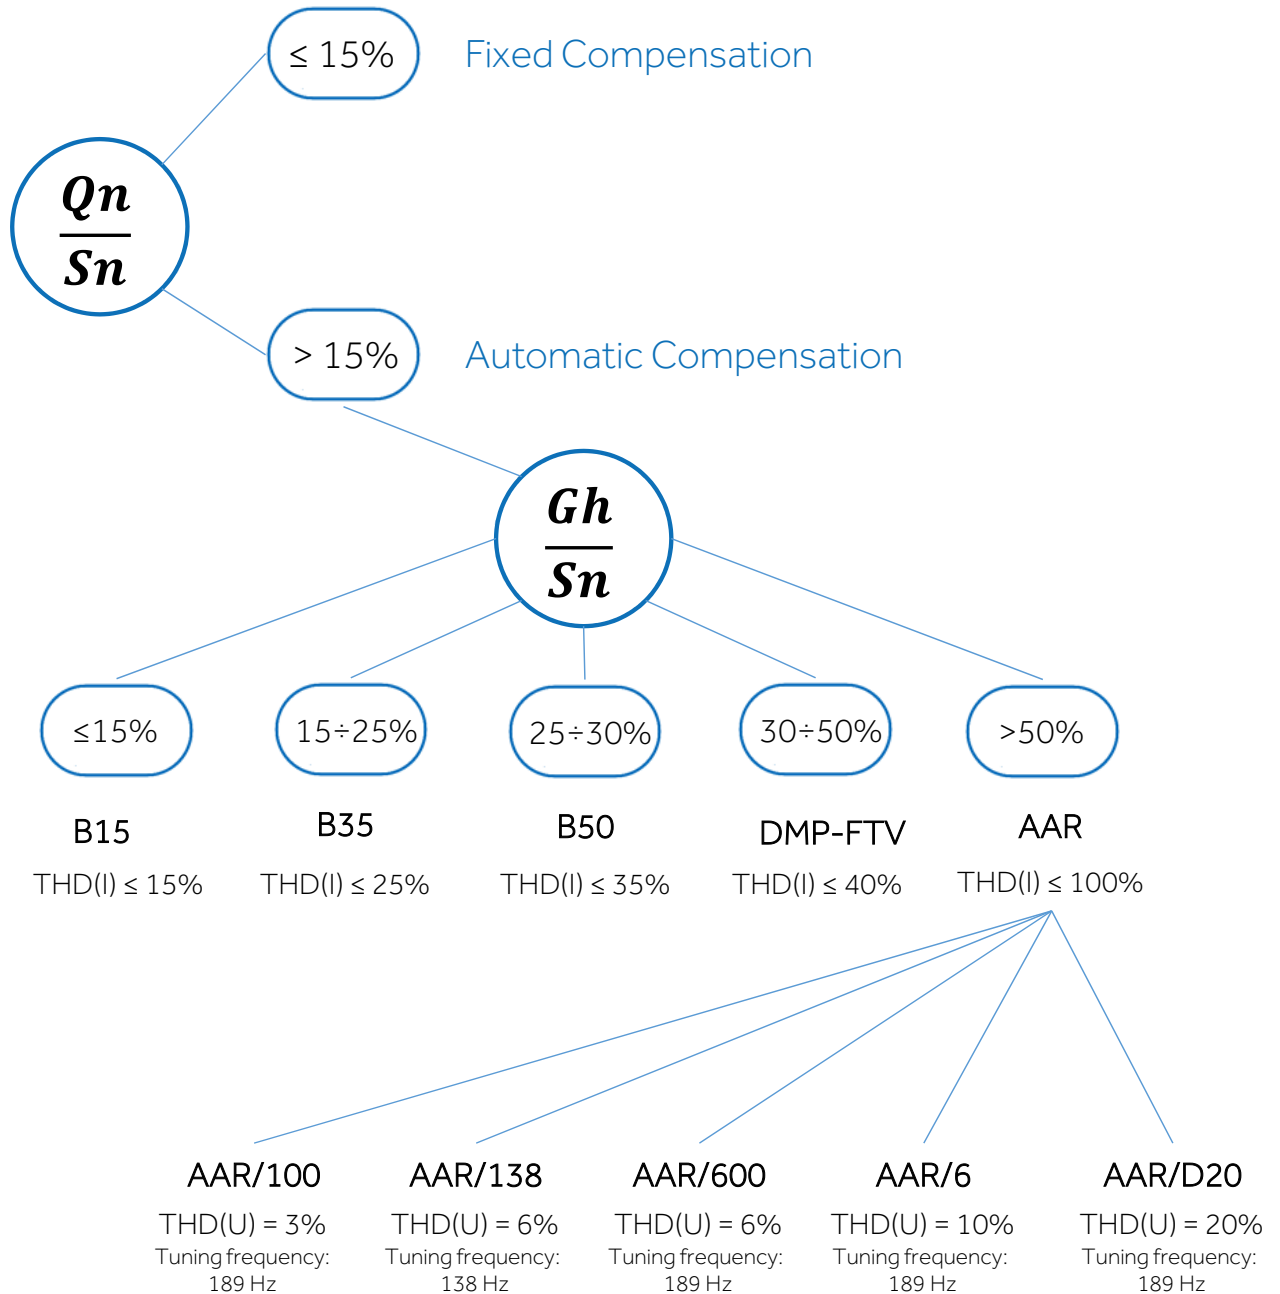 ≤ 15%
Fixed Compensation
Qn
Sn
> 15%
Automatic Compensation
Gh
Sn
≤15%
15÷25%
25÷30%
30÷50%
>50%
B15
B35
B50
DMP-FTV
AAR
THD(I) ≤ 15%
THD(I) ≤ 25%
THD(I) ≤ 35%
THD(I) ≤ 40%
THD(I) ≤ 100%
AAR/100
AAR/138
AAR/600
AAR/6
AAR/D20
THD(U) = 3%
THD(U) = 6%
THD(U) = 6%
THD(U) = 10%
THD(U) = 20%
Tuning frequency:
189 Hz
Tuning frequency:
138 Hz
Tuning frequency:
189 Hz
Tuning frequency:
189 Hz
Tuning frequency:
189 Hz